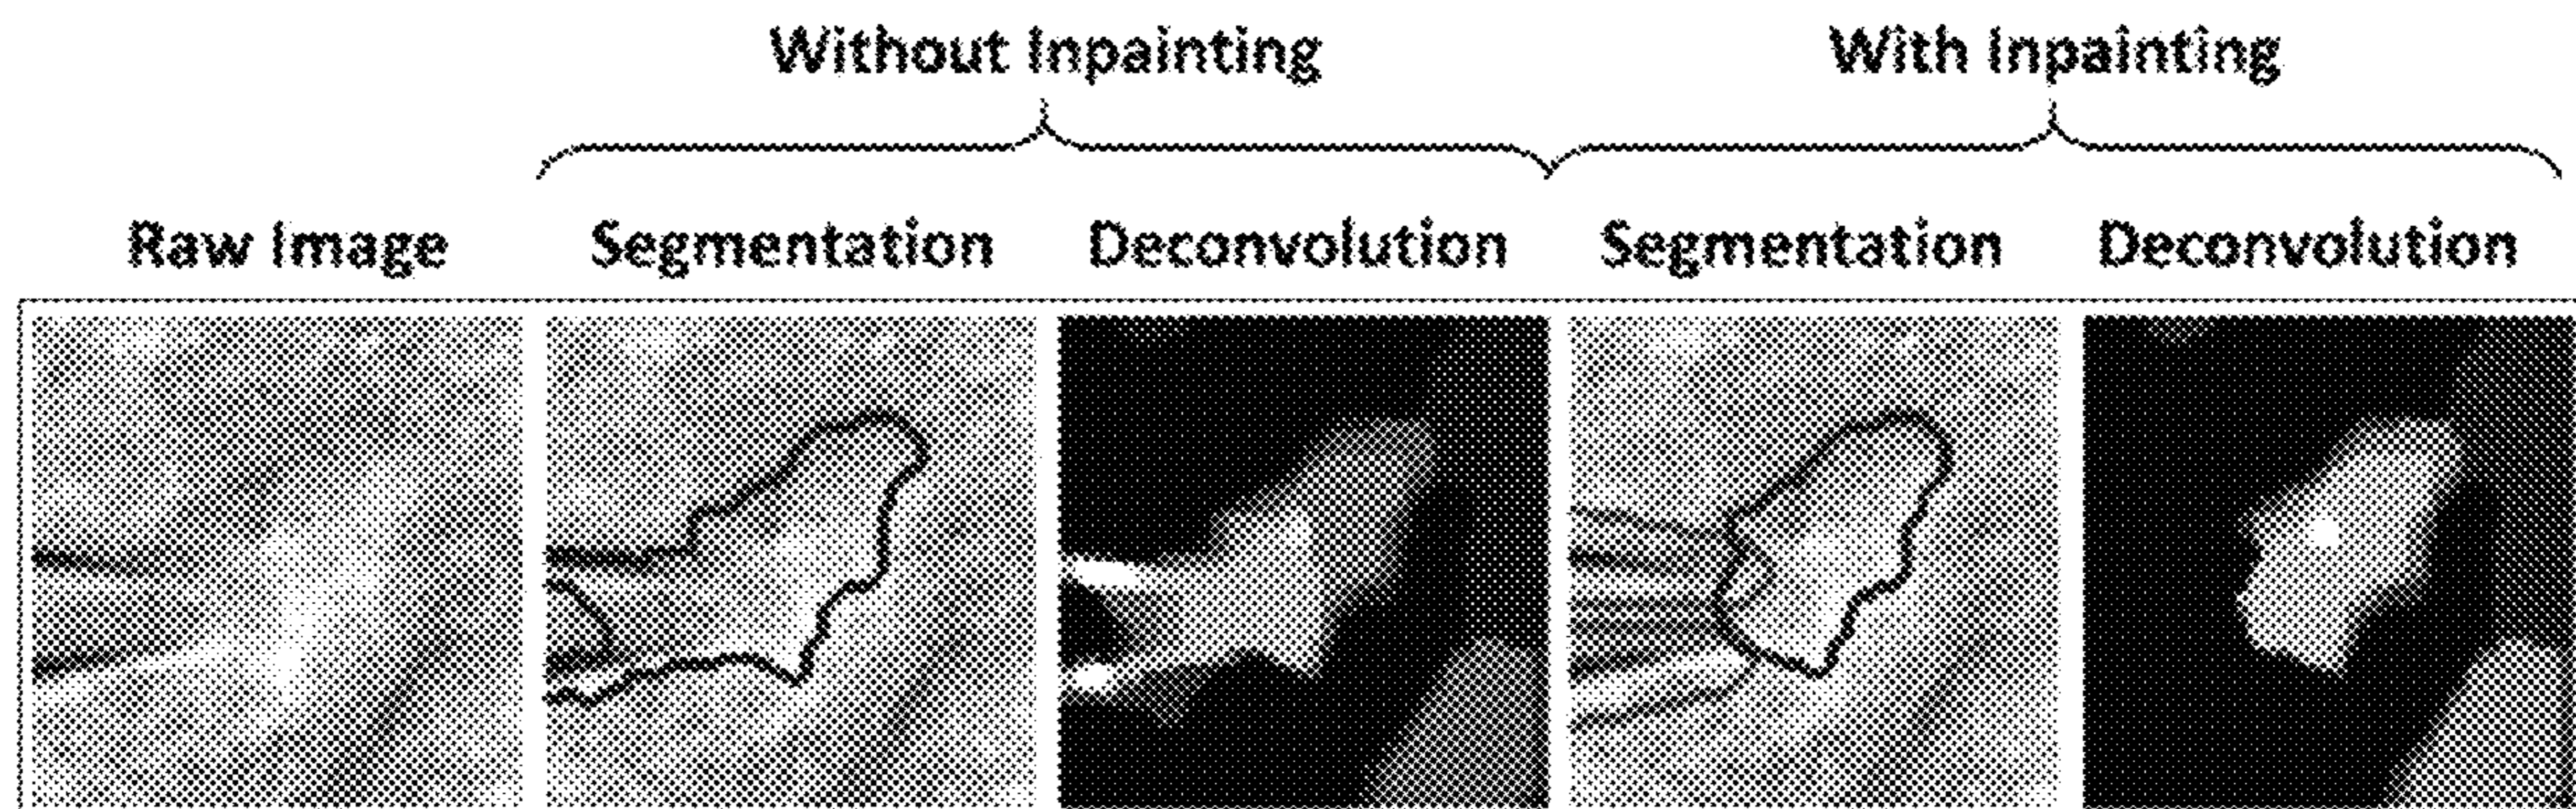 Without Inpainting With Inpainting
Raw Image Segmentation Deconvolution Segmentation Deconvolution